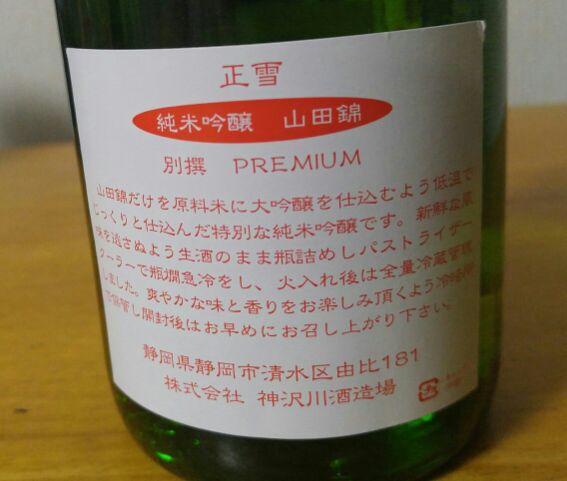 正雪
純米吟醸 山田錦
別撰 PREMIUM
山田錦だけを原料米に大吟醸を仕込むよう低温で
じっくりと仕込んだ特別な純米吟醸です。新鮮な風
味を逃さぬよう生酒のまま瓶詰めしパストライザー
クーラーで瓶燗急冷をし、火入れ後は全量冷蔵管理
しました。爽やかな味と香りをお楽しみ頂くよう冷暗所
で保管し開封後はお早めにお召し上がり下さい。
静岡県静岡市清水区由比181
株式会社 神沢川酒造場